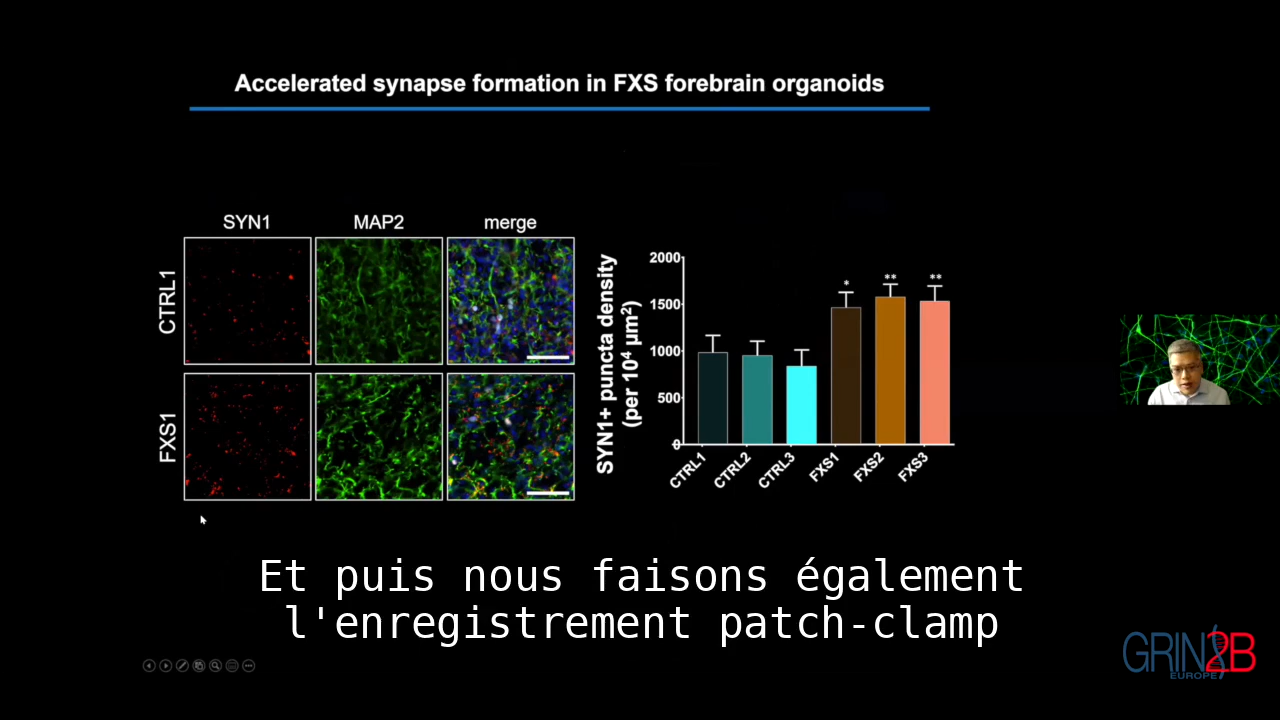 Accelerated synapse formation in FXS forebrain organoids
SYN1 MAP2 merge
CTRL1
FXS1
SYN1+ puncta density
(per 10⁴ µm²)
2000
1500
1000
500
0
* ** **
CTRL1 CTRL2 CTRL3 FXS1 FXS2 FXS3
Et puis nous faisons également
l'enregistrement patch-clamp
GRIN2B
EUROPE